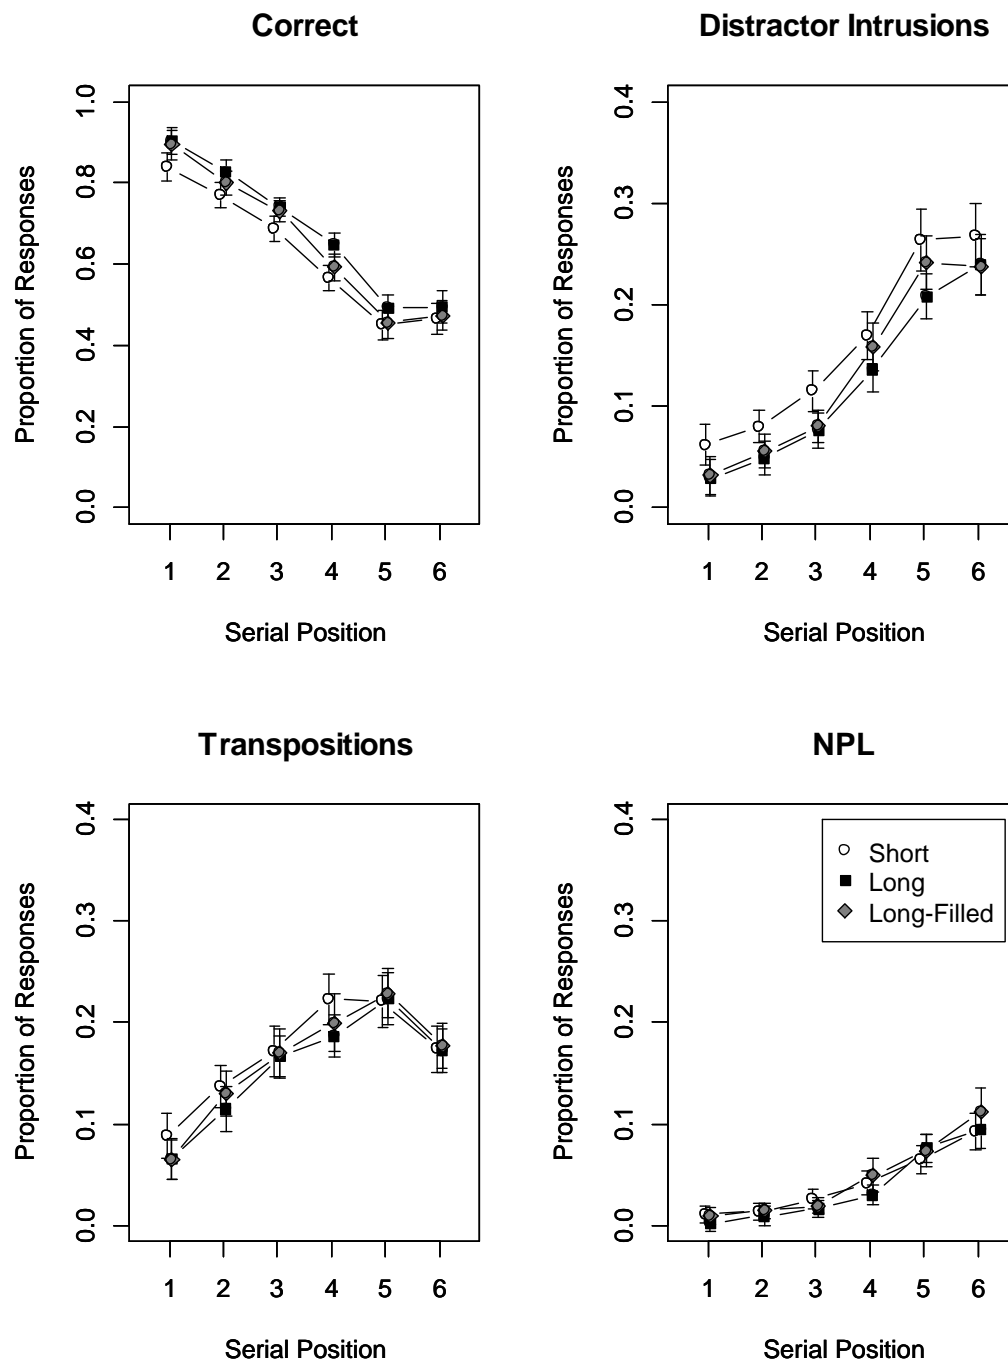 Correct
Proportion of Responses
1.0
0.8
0.6
0.4
0.2
0.0
1 2 3 4 5 6
Serial Position
Distractor Intrusions
Proportion of Responses
0.4
0.3
0.2
0.1
0.0
1 2 3 4 5 6
Serial Position
Transpositions
Proportion of Responses
0.4
0.3
0.2
0.1
0.0
1 2 3 4 5 6
Serial Position
NPL
Proportion of Responses
0.4
0.3
0.2
0.1
0.0
Short
Long
Long-Filled
1 2 3 4 5 6
Serial Position